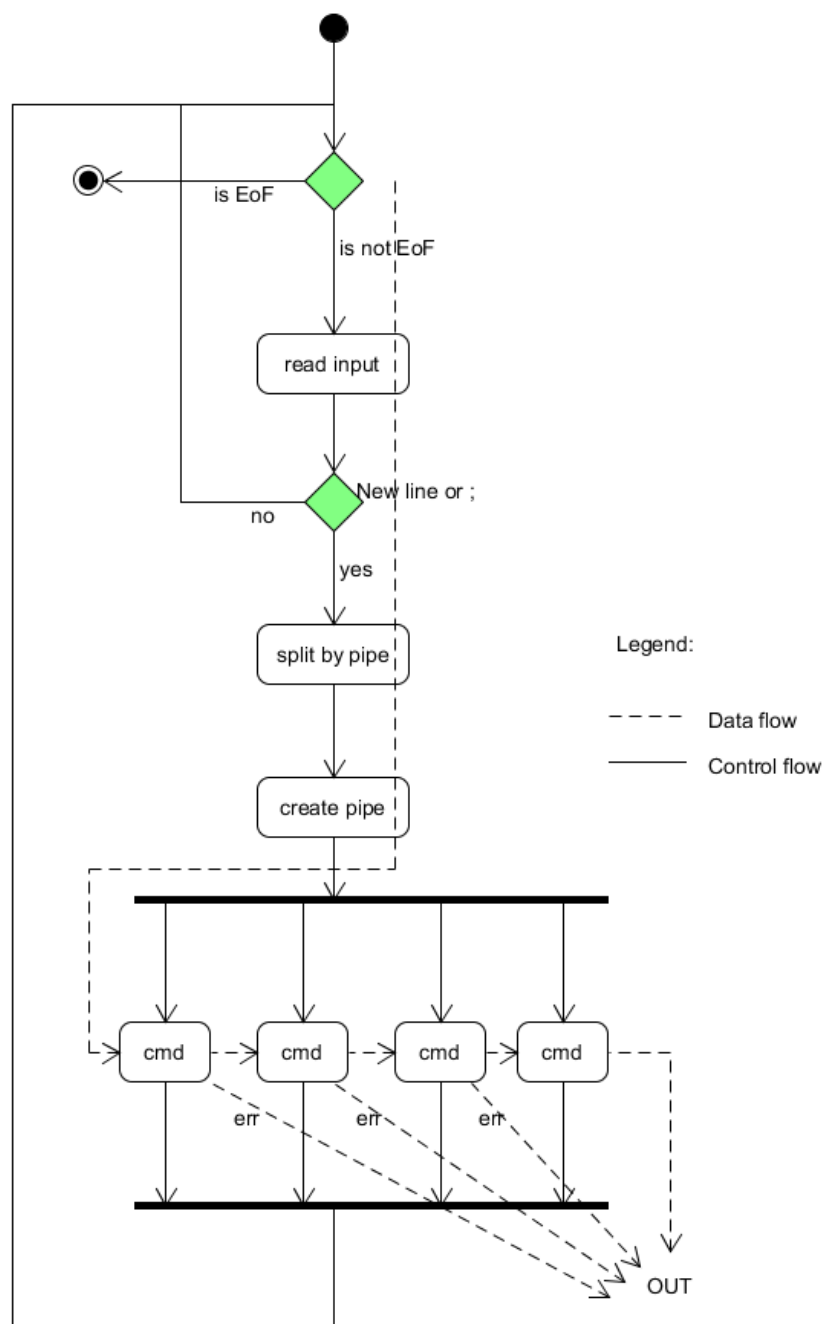 is EoF
is not EoF
read input
New line or ;
no
yes
split by pipe
Legend:
Data flow
Control flow
create pipe
cmd
cmd
cmd
cmd
err
err
err
OUT